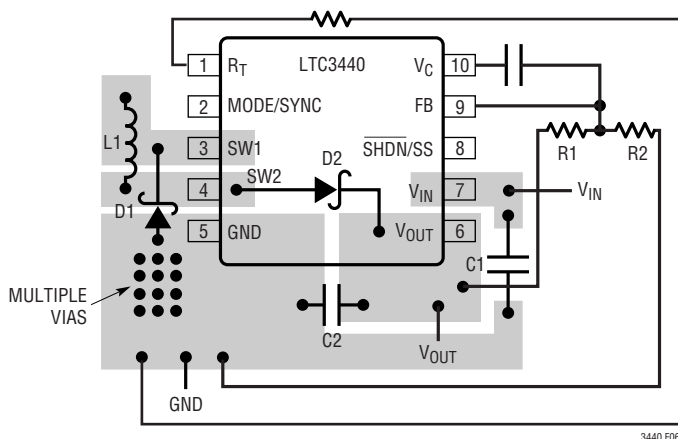 1 RT LTC3440 VC 10
2 MODE/SYNC FB 9
L1 3 SW1 SHDN/SS 8 R1 R2
D2
4 SW2 VIN 7 VIN
D1
5 GND VOUT 6
C1
MULTIPLE
VIAS
C2
VOUT
GND
3440 F06